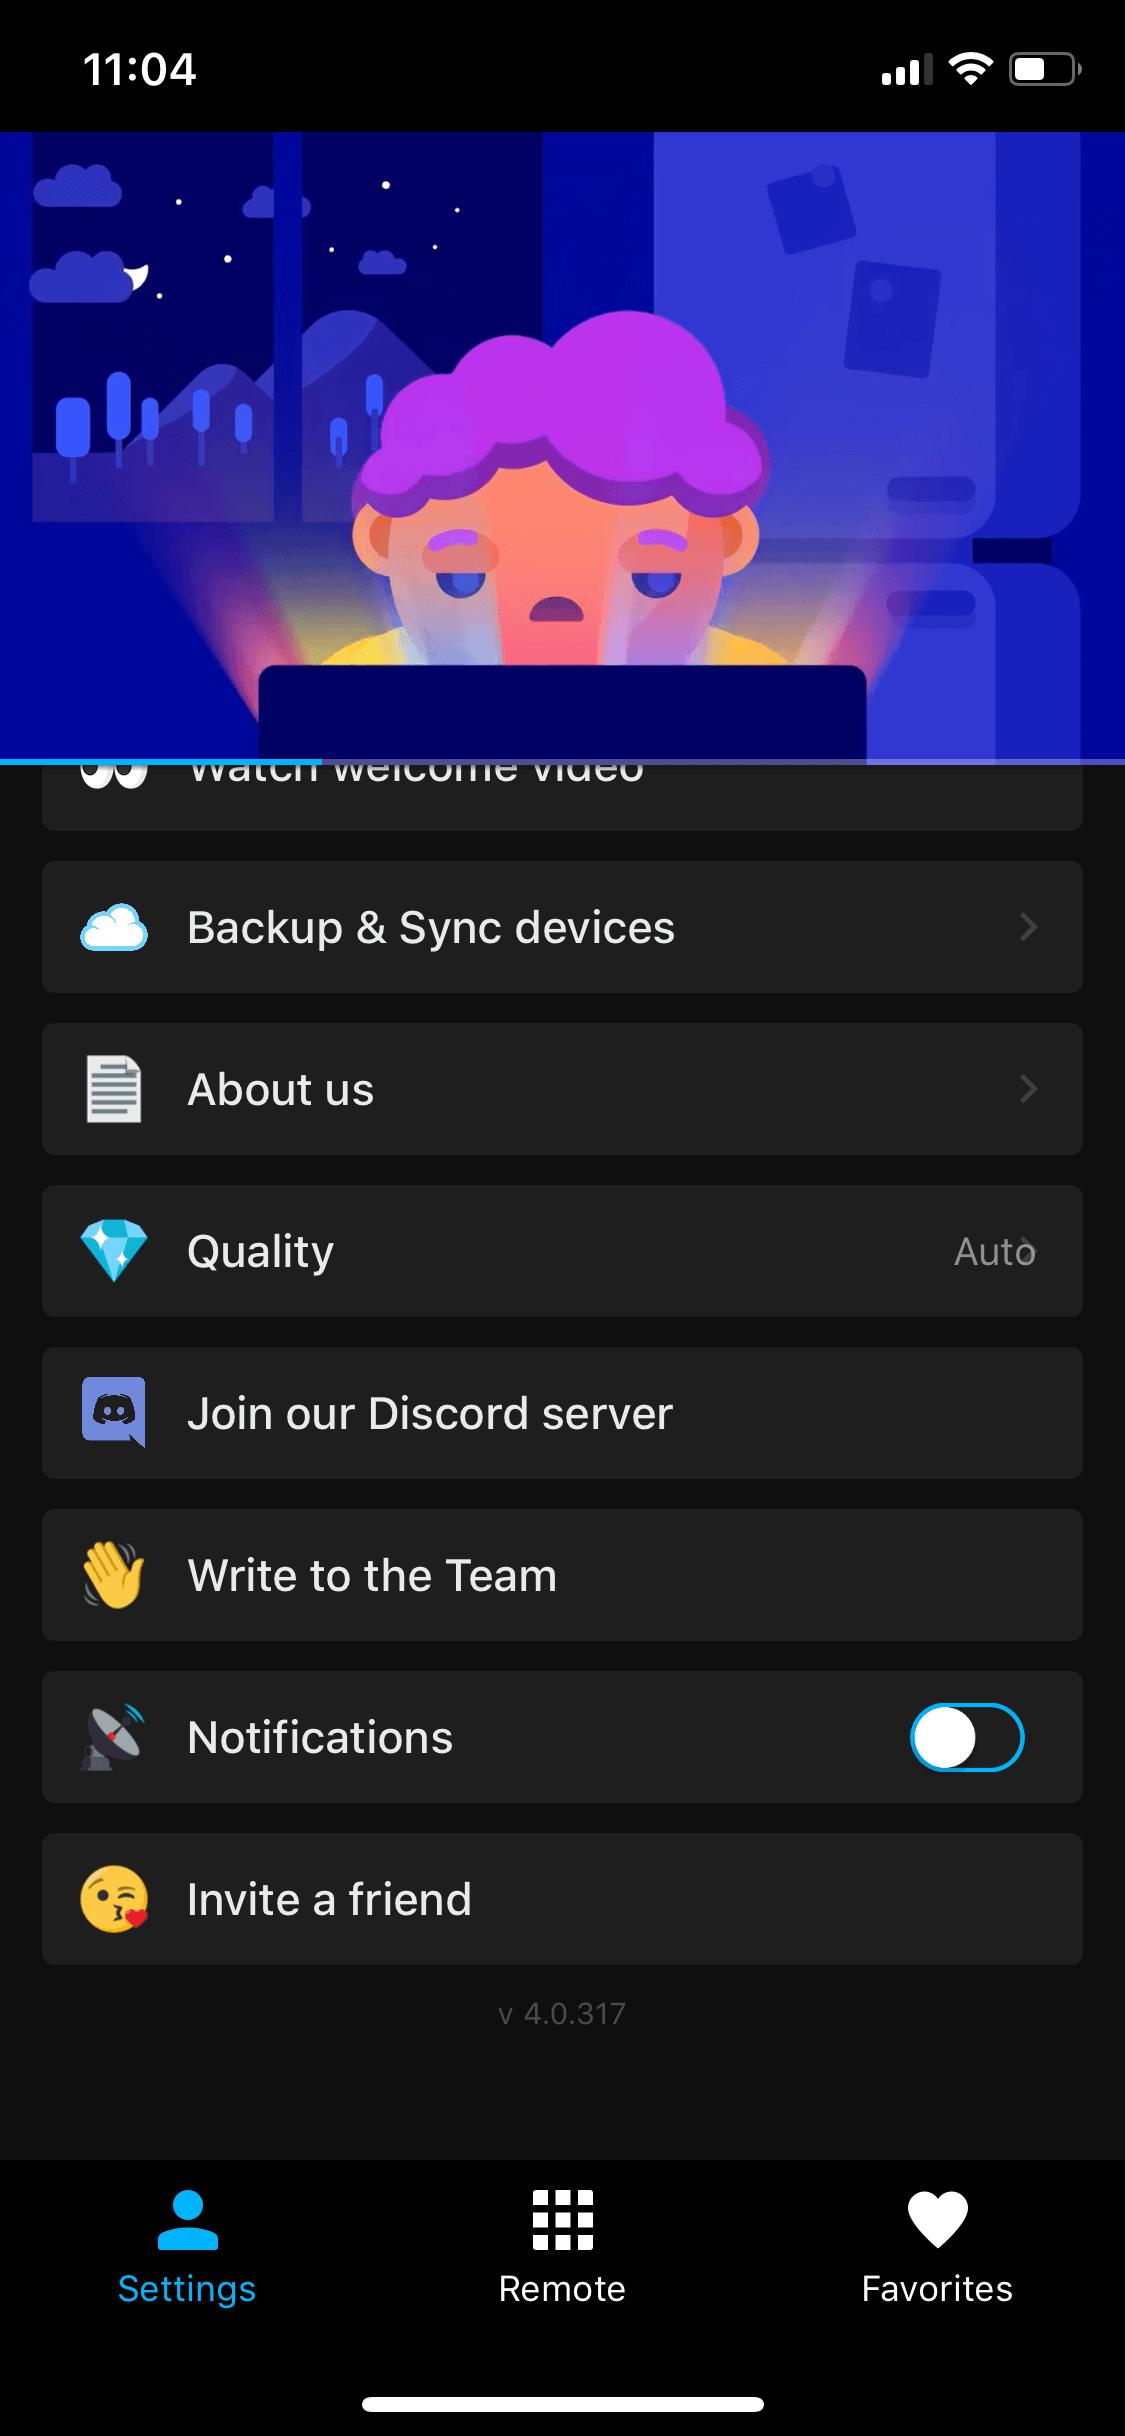 11:04
Watch welcome video
Backup & Sync devices
About us
Quality
Auto
Join our Discord server
Write to the Team
Notifications
Invite a friend
v 4.0.317
Settings
Remote
Favorites